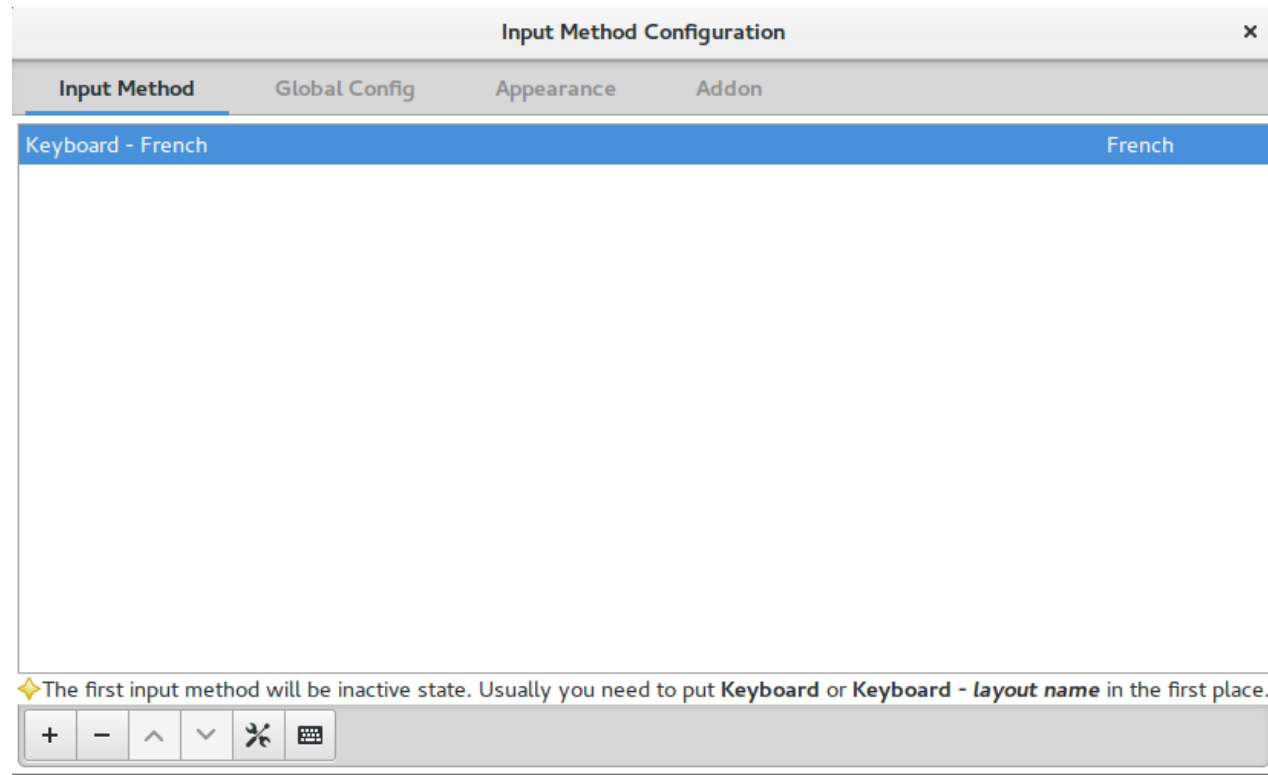 Input Method Configuration
Input Method Global Config Appearance Addon
Keyboard - French French
The first input method will be inactive state. Usually you need to put Keyboard or Keyboard - layout name in the first place.